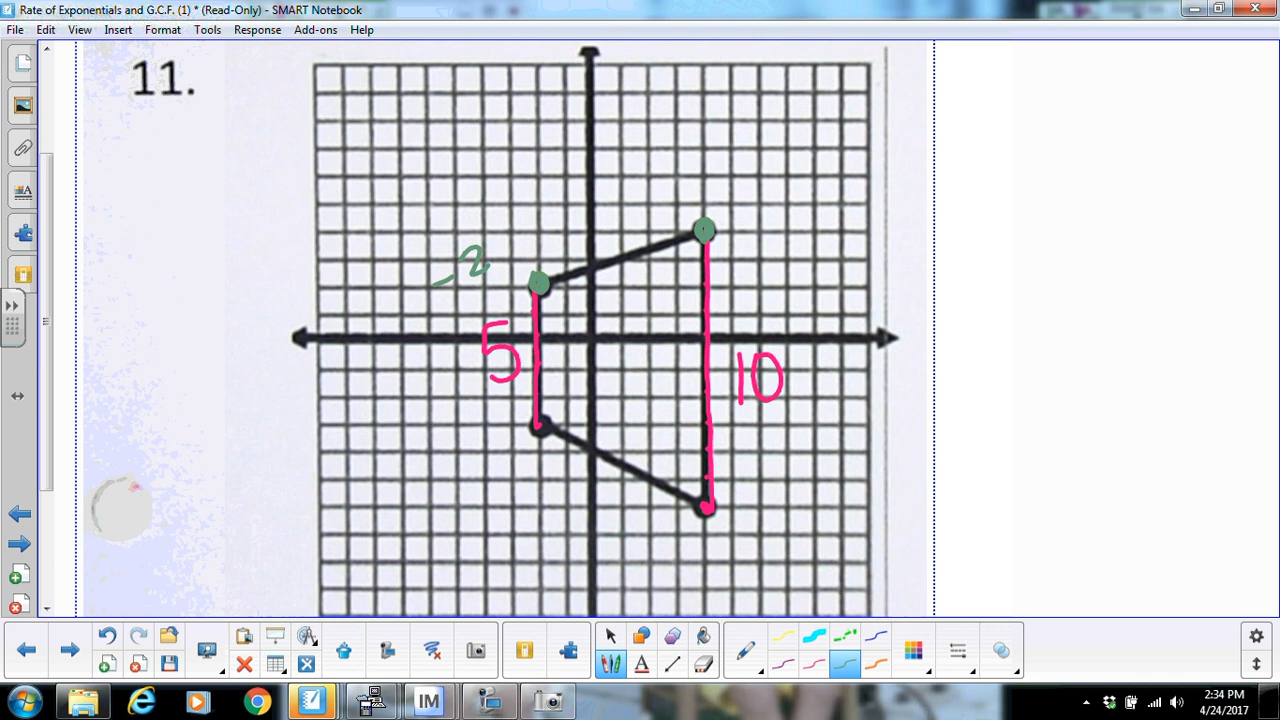 Rate of Exponentials and G.C.F. (1) * (Read-Only) - SMART Notebook
File Edit View Insert Format Tools Response Add-ons Help
11.
-2
5
10
A
A
IM
2:34 PM
4/24/2017